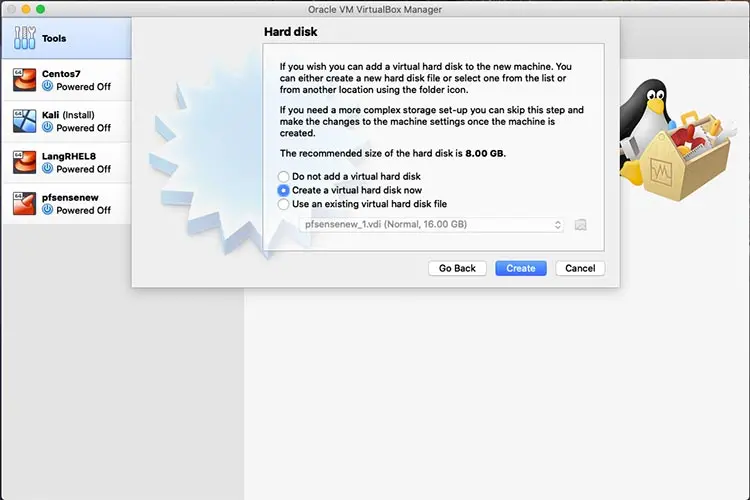 Oracle VM VirtualBox Manager
Tools
64
Centos7
Powered Off
64
Kali (Install)
Powered Off
64
LangRHEL8
Powered Off
64
pfsensenew
Powered Off
Hard disk
If you wish you can add a virtual hard disk to the new machine. You
can either create a new hard disk file or select one from the list or
from another location using the folder icon.
If you need a more complex storage set-up you can skip this step and
make the changes to the machine settings once the machine is
created.
The recommended size of the hard disk is 8.00 GB.
Do not add a virtual hard disk
Create a virtual hard disk now
Use an existing virtual hard disk file
pfsensenew_1.vdi (Normal, 16.00 GB)
Go Back
Create
Cancel